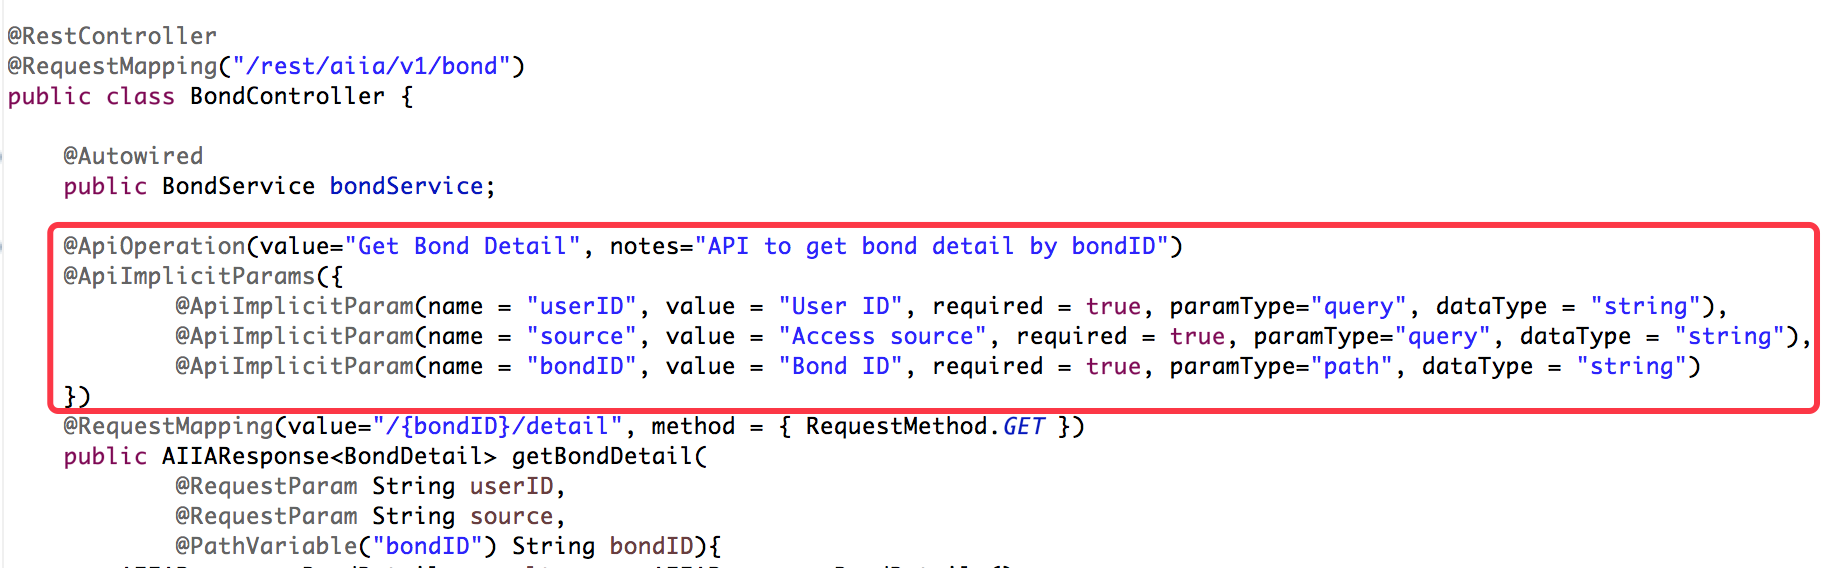 @RestController
@RequestMapping("/rest/aiia/v1/bond")
public class BondController {
@Autowired
public BondService bondService;
@ApiOperation(value="Get Bond Detail", notes="API to get bond detail by bondID")
@ApiImplicitParams({
@ApiImplicitParam(name = "userID", value = "User ID", required = true, paramType="query", dataType = "string"),
@ApiImplicitParam(name = "source", value = "Access source", required = true, paramType="query", dataType = "string"),
@ApiImplicitParam(name = "bondID", value = "Bond ID", required = true, paramType="path", dataType = "string")
})
@RequestMapping(value="/{bondID}/detail", method = { RequestMethod.GET })
public AIIAResponse<BondDetail> getBondDetail(
@RequestParam String userID,
@RequestParam String source,
@PathVariable("bondID") String bondID){